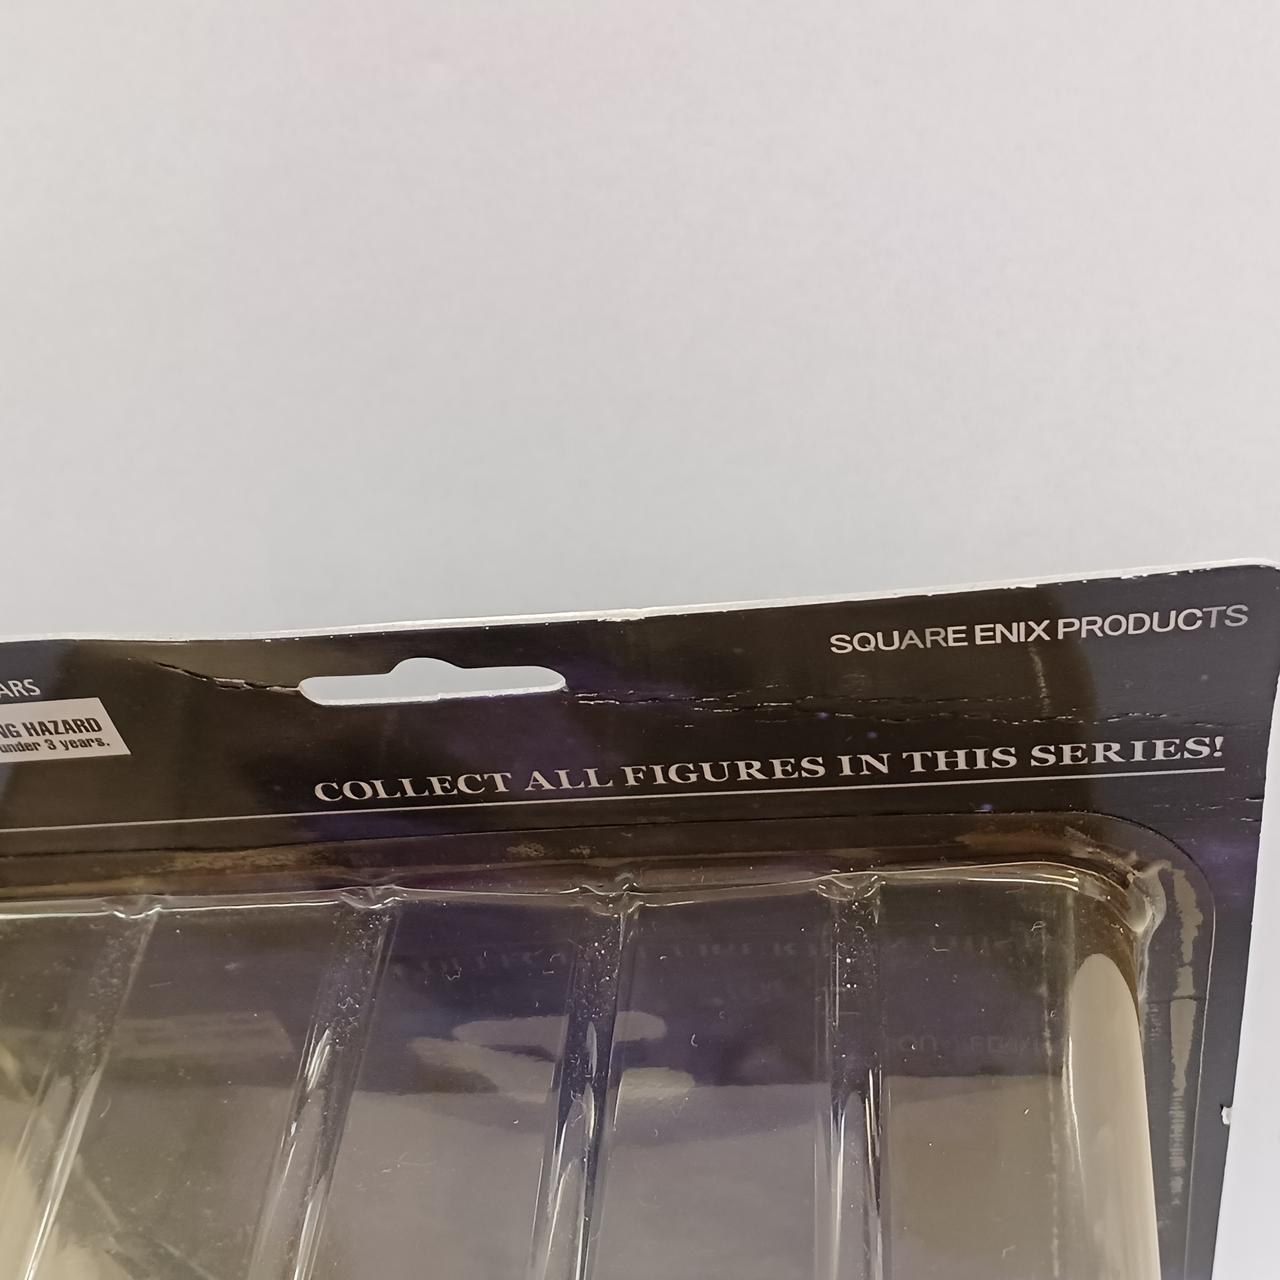 SQUARE ENIX PRODUCTS
ARS
NG HAZARD
under 3 years.
COLLECT ALL FIGURES IN THIS SERIES!